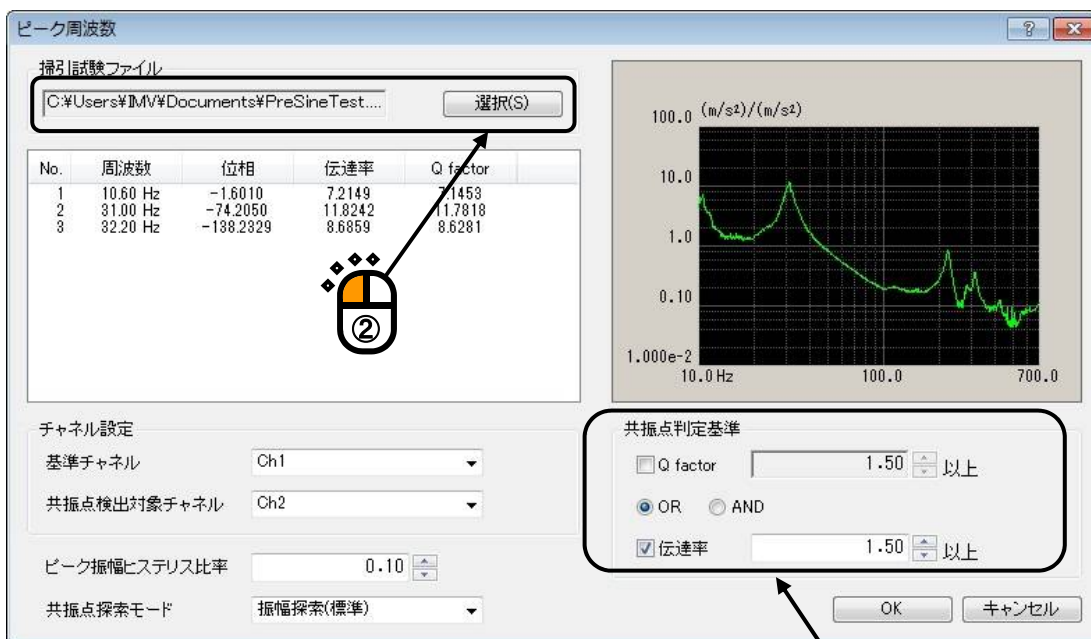 ピーク周波数
掃引試験ファイル
C:¥Users¥IMV¥Documents¥PreSineTest.... 選択(S)
No. 周波数 位相 伝達率 Q factor
1 10.60 Hz -1.6010 7.2149 7.1453
2 31.00 Hz -74.2050 11.8242 11.7818
3 32.20 Hz -138.2329 8.6859 8.6281
②
100.0 (m/s²)/(m/s²)
10.0
1.0
0.10
1.000e-2
10.0 Hz 100.0 700.0
チャネル設定
基準チャネル Ch1
共振点検出対象チャネル Ch2
ピーク振幅ヒステリス比率 0.10
共振点探索モード 振幅探索(標準)
共振点判定基準
Q factor 1.50 以上
OR AND
伝達率 1.50 以上
OK キャンセル